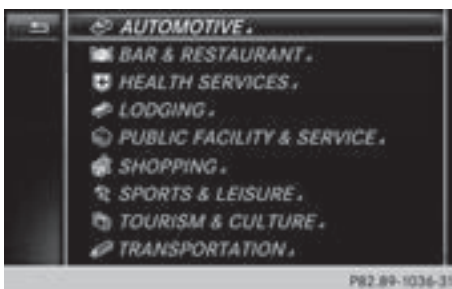 AUTOMOTIVE
BAR & RESTAURANT
HEALTH SERVICES
LODGING
PUBLIC FACILITY & SERVICE
SHOPPING
SPORTS & LEISURE
TOURISM & CULTURE
TRANSPORTATION
P82.89-1036-31